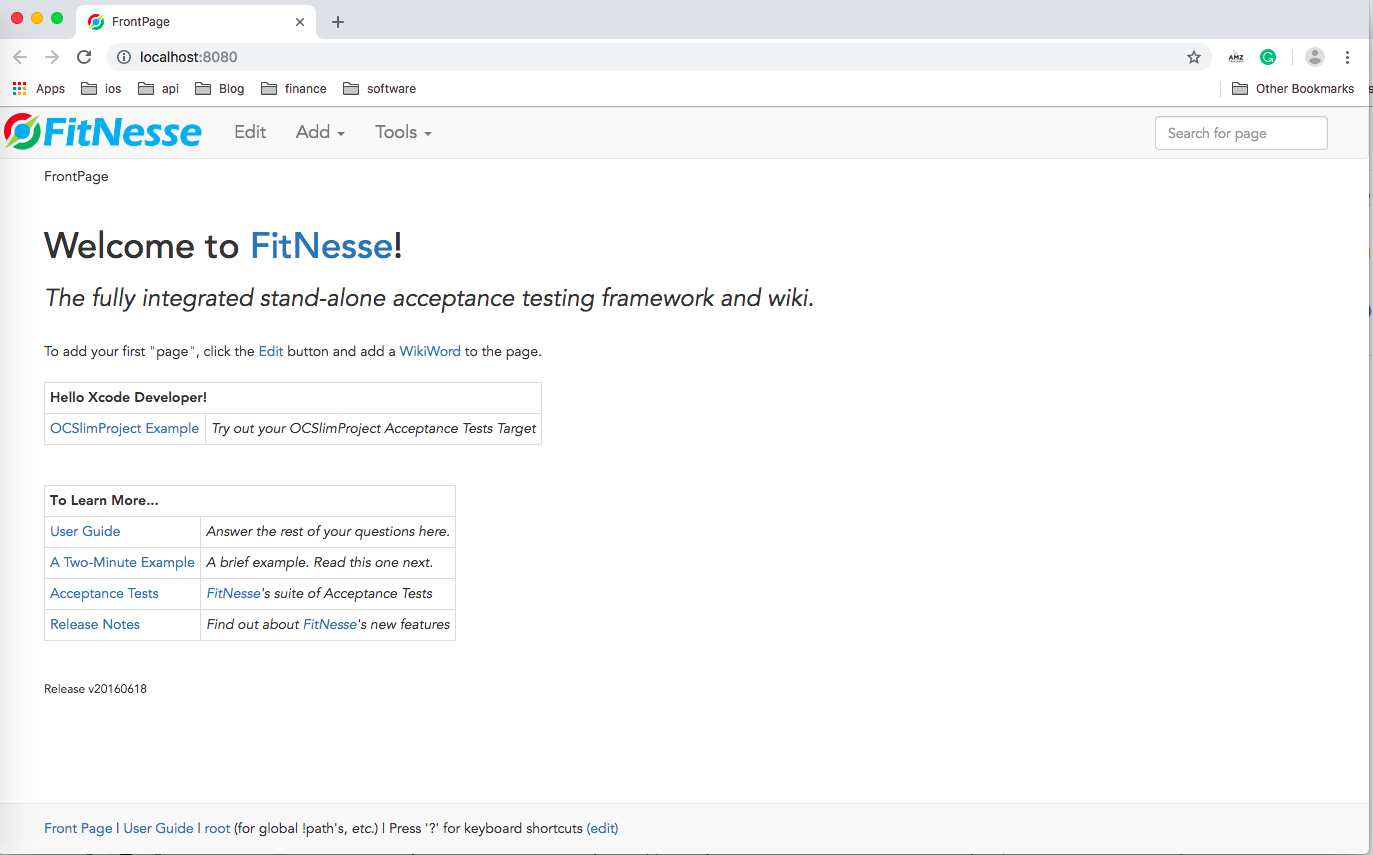 FrontPage
localhost:8080
AMZ
Apps ios api Blog finance software Other Bookmarks
FitNesse Edit Add Tools Search for page
FrontPage
Welcome to FitNesse!
The fully integrated stand-alone acceptance testing framework and wiki.
To add your first "page", click the Edit button and add a WikiWord to the page.
Hello Xcode Developer!
OCSlimProject Example Try out your OCSlimProject Acceptance Tests Target
To Learn More...
User Guide Answer the rest of your questions here.
A Two-Minute Example A brief example. Read this one next.
Acceptance Tests FitNesse's suite of Acceptance Tests
Release Notes Find out about FitNesse's new features
Release v20160618
Front Page | User Guide | root (for global !path's, etc.) | Press '?' for keyboard shortcuts (edit)